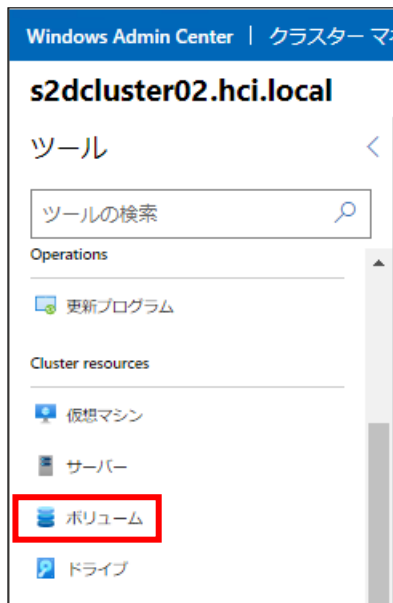 Windows Admin Center | クラスター マ
s2dcluster02.hci.local
ツール
ツールの検索
Operations
更新プログラム
Cluster resources
仮想マシン
サーバー
ボリューム
ドライブ